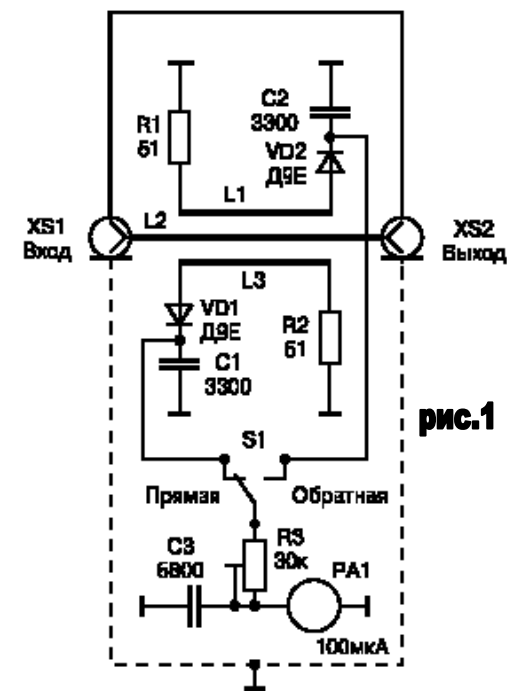 C2
3300
R1
51
VD2
Д9Е
L1
XS1
Вход
L2
XS2
Выход
L3
VD1
Д9Е
R2
51
C1
3300
рис.1
S1
Прямая
Обратная
R3
30к
C3
6800
PA1
100мкА